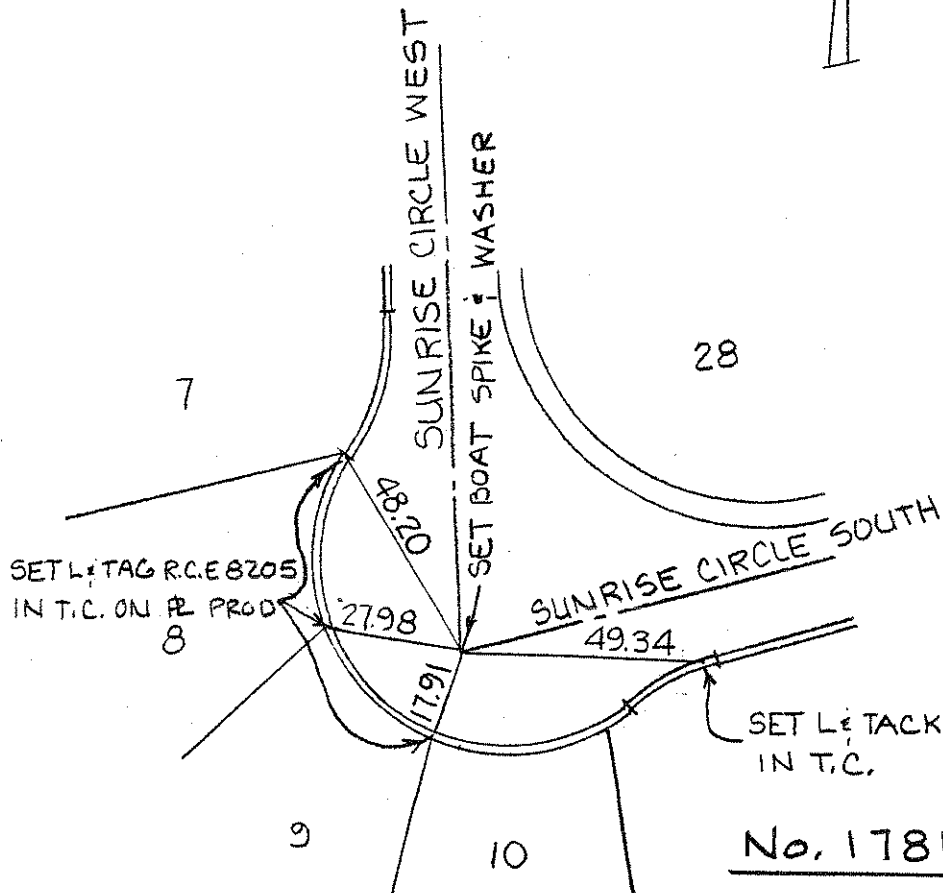 SUNRISE CIRCLE WEST
SET BOAT SPIKE & WASHER
28
7
48.20
SUNRISE CIRCLE SOUTH
SET L & TAG R.C.E 8205
IN T.C. ON PL PROD
8
27.98
49.34
17.91
SET L & TACK
IN T.C.
9
10
No. 178